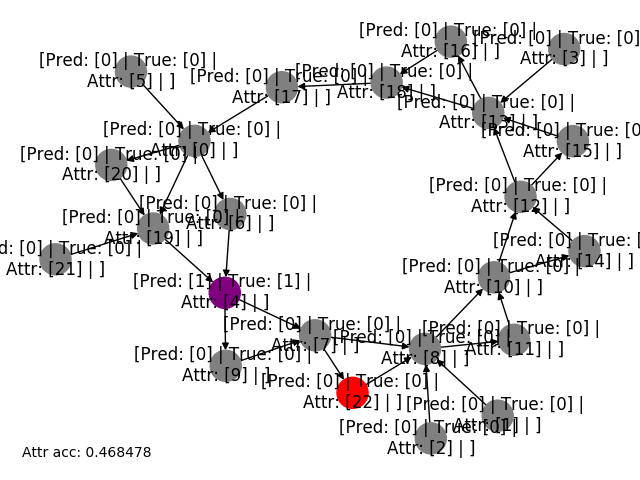 [Pred: [0] | True: [0] |
Attr: [16] | ]
[Pred: [0] | True: [0]
Attr: [3] | ]
[Pred: [0] | True: [0] |
Attr: [5] | ]
[Pred: [0] | True: [0] |
Attr: [18] | ]
[Pred: [0] | True: [0] |
Attr: [17] | ]
[Pred: [0] | True: [0] |
Attr: [13] | ]
[Pred: [0] | True: [0]
Attr: [15] | ]
[Pred: [0] | True: [0] |
Attr: [0] | ]
[Pred: [0] | True: [0] |
Attr: [20] | ]
[Pred: [0] | True: [0] |
Attr: [12] | ]
[Pred: [0] | True: [0] |
Attr: [6] | ]
[Pred: [0] | True: [0] |
Attr: [19] | ]
[0] | True: [0] |
Attr: [21] | ]
[Pred: [0] | True: [
Attr: [14] | ]
[Pred: [0] | True: [0] |
Attr: [10] | ]
[Pred: [1] | True: [1] |
Attr: [4] | ]
[Pred: [0] | True: [0] |
Attr: [7] | ]
[Pred: [0] | True: [0] |
Attr: [8] | ]
[Pred: [0] | True: [0] |
Attr: [11] | ]
[Pred: [0] | True: [0] |
Attr: [9] | ]
[Pred: [0] | True: [0] |
Attr: [22] | ]
[Pred: [0] | True: [0] |
Attr: [1] | ]
[Pred: [0] | True: [0] |
Attr: [2] | ]
Attr acc: 0.468478